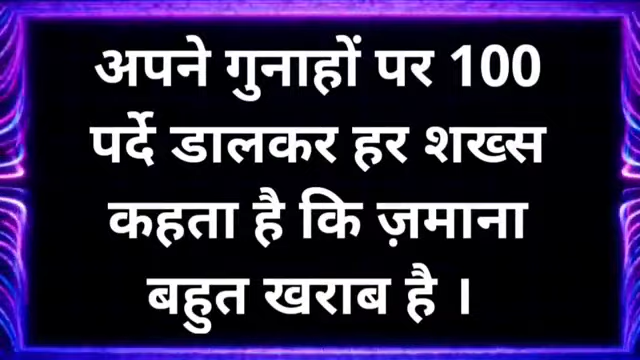 अपने गुनाहों पर 100
पर्दे डालकर हर शख्स
कहता है कि ज़माना
बहुत खराब है ।